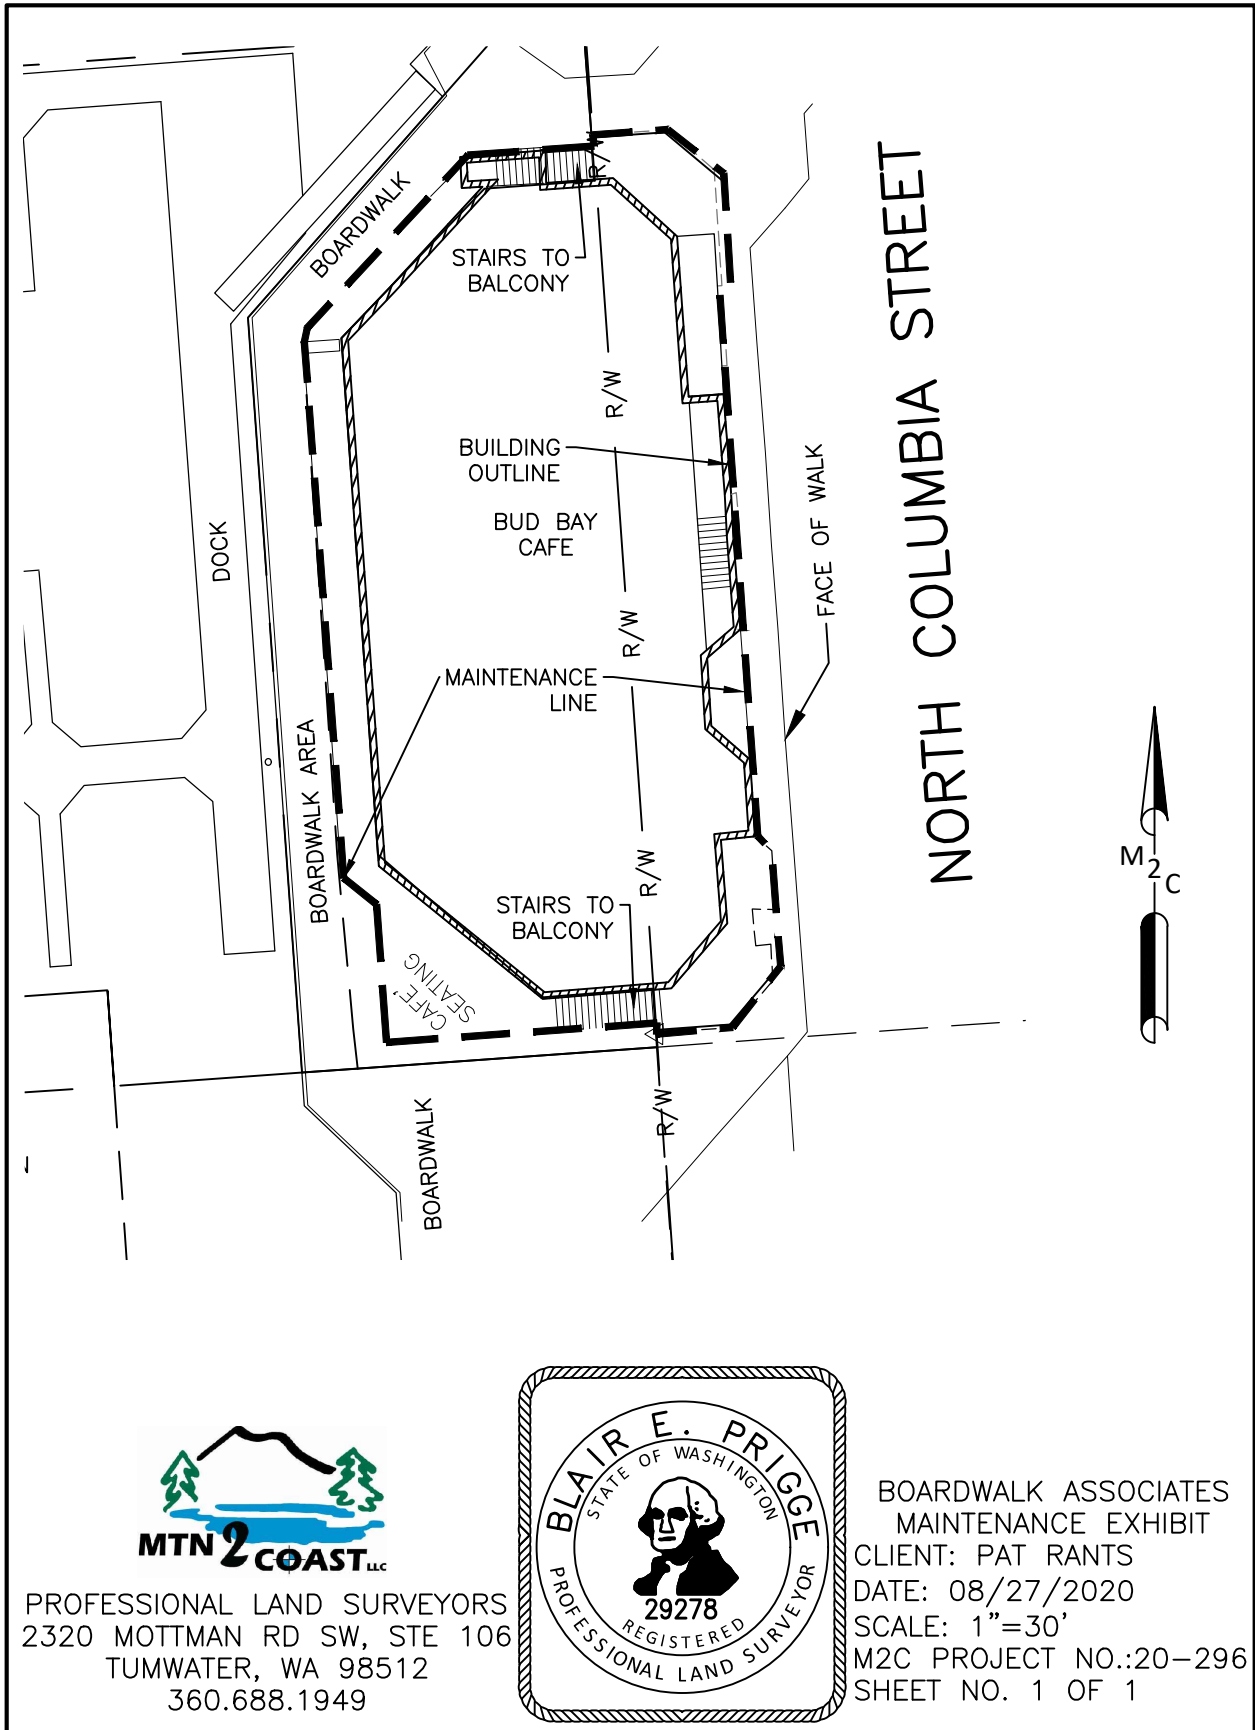 BOARDWALK
R/
STAIRS TO
BALCONY
NORTH COLUMBIA STREET
R/W
BUILDING
OUTLINE
FACE OF WALK
BUD BAY
CAFE
DOCK
R/W
MAINTENANCE
LINE
BOARDWALK AREA
R/W
STAIRS TO
BALCONY
M2C
CAFE'
SEATING
R/W
BOARDWALK
MTN 2 COAST LLC
PROFESSIONAL LAND SURVEYORS
2320 MOTTMAN RD SW, STE 106
TUMWATER, WA 98512
360.688.1949
BLAIR E. PRIGGE
STATE OF WASHINGTON
29278
REGISTERED
PROFESSIONAL LAND SURVEYOR
BOARDWALK ASSOCIATES
MAINTENANCE EXHIBIT
CLIENT: PAT RANTS
DATE: 08/27/2020
SCALE: 1"=30'
M2C PROJECT NO.:20-296
SHEET NO. 1 OF 1